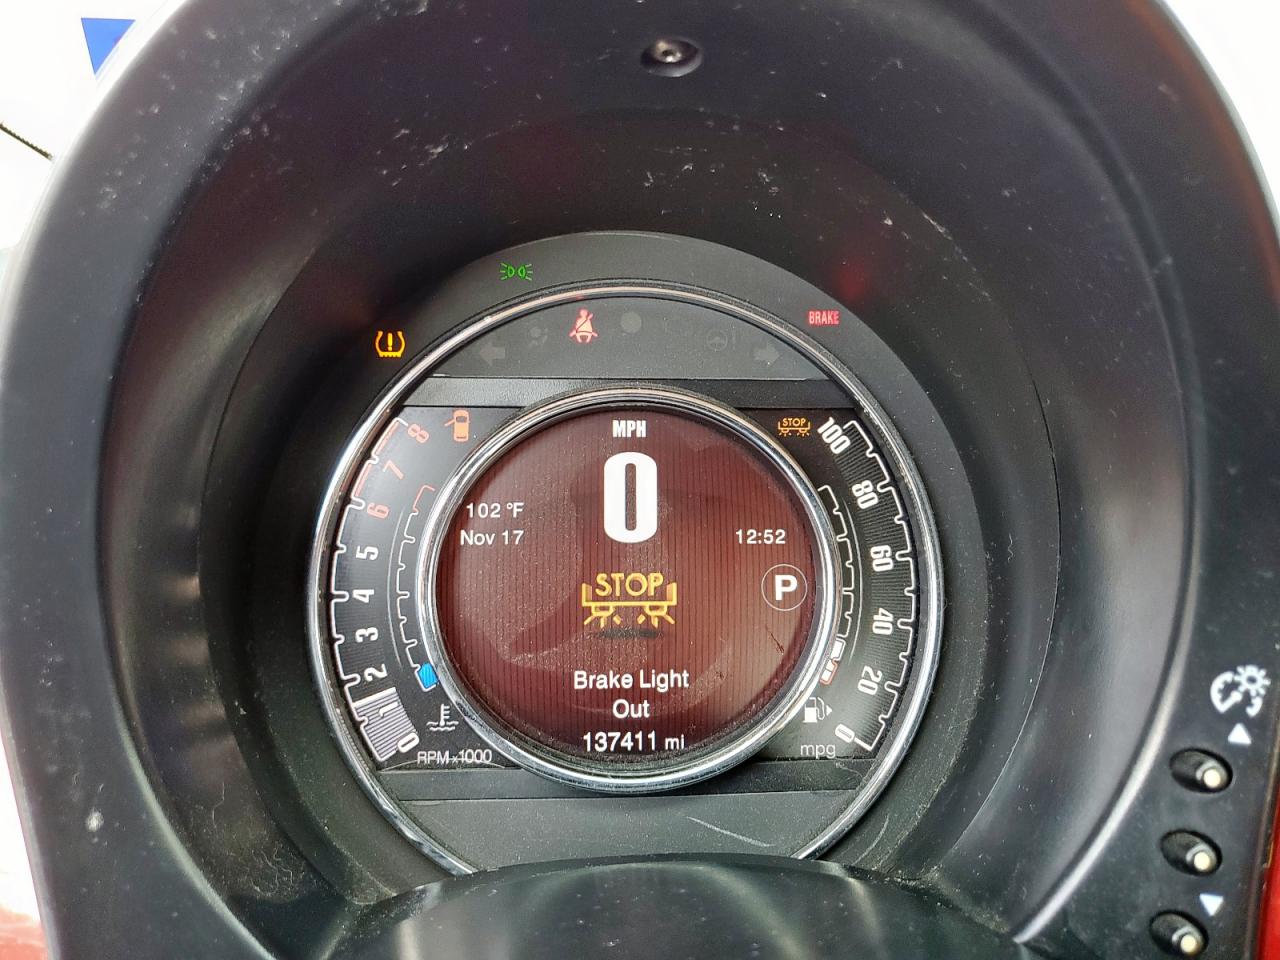 BRAKE
STOP
MPH
0
102 °F
Nov 17
12:52
STOP
P
Brake Light
Out
137411 mi
8
7
6
5
4
3
2
1
0
RPM x1000
100
80
60
40
20
0
mpg